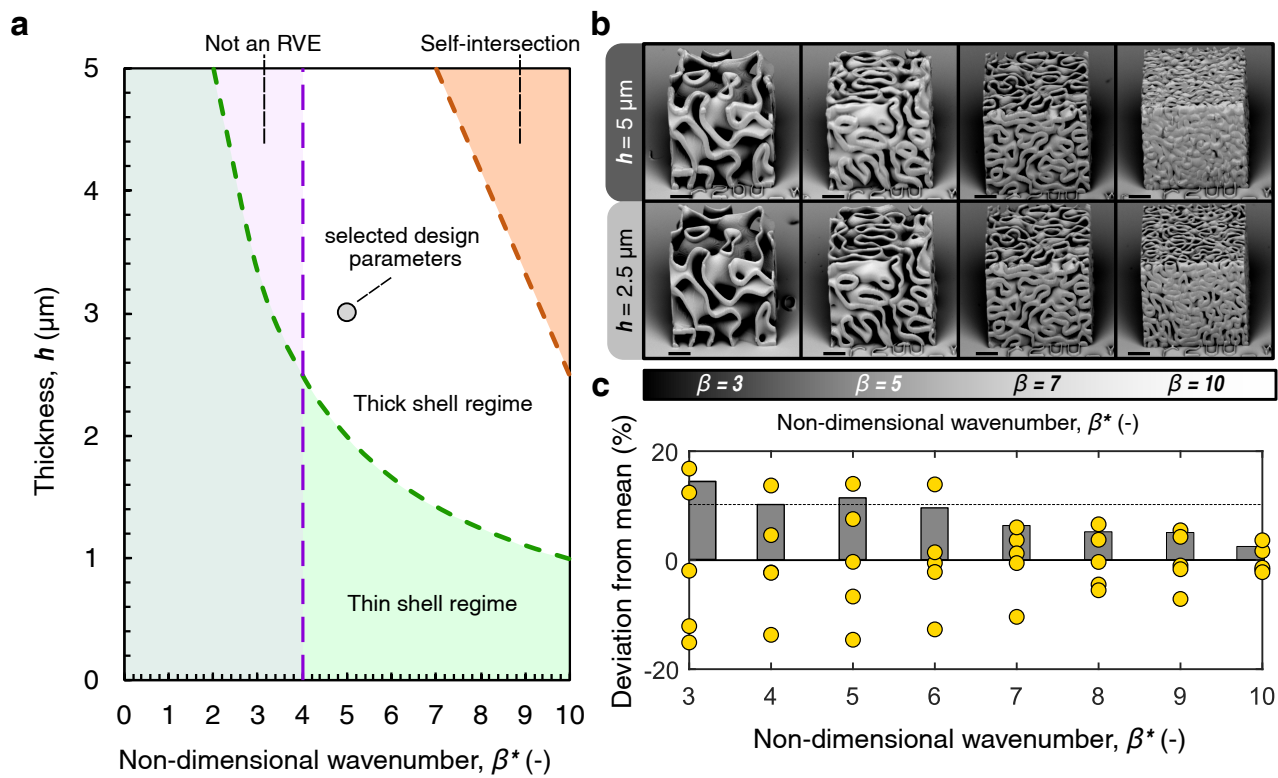 a
Not an RVE
Self-intersection
5
4
3
2
1
0
Thickness, h (µm)
selected design
parameters
Thick shell regime
Thin shell regime
0 1 2 3 4 5 6 7 8 9 10
Non-dimensional wavenumber, β* (-)
b
h = 5 µm
h = 2.5 µm
β = 3 β = 5 β = 7 β = 10
Non-dimensional wavenumber, β* (-)
c
Deviation from mean (%)
20
0
-20
3 4 5 6 7 8 9 10
Non-dimensional wavenumber, β* (-)